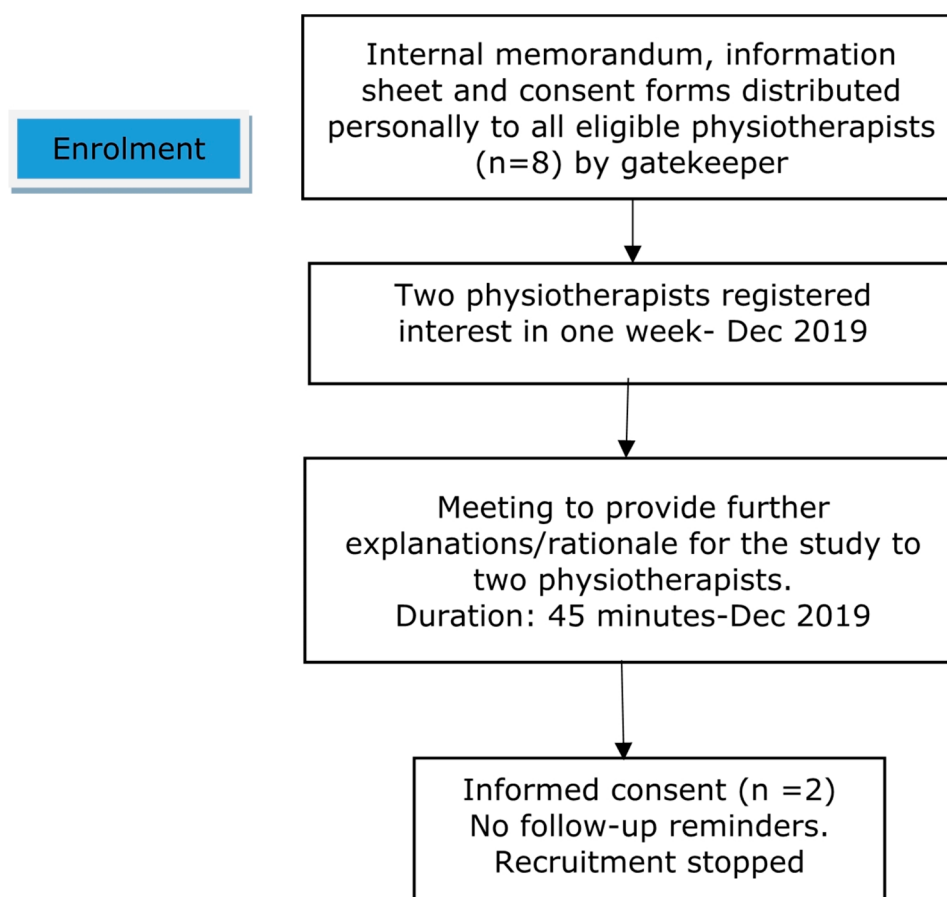 Enrolment
Internal memorandum, information
sheet and consent forms distributed
personally to all eligible physiotherapists
(n=8) by gatekeeper
Two physiotherapists registered
interest in one week- Dec 2019
Meeting to provide further
explanations/rationale for the study to
two physiotherapists.
Duration: 45 minutes-Dec 2019
Informed consent (n =2)
No follow-up reminders.
Recruitment stopped